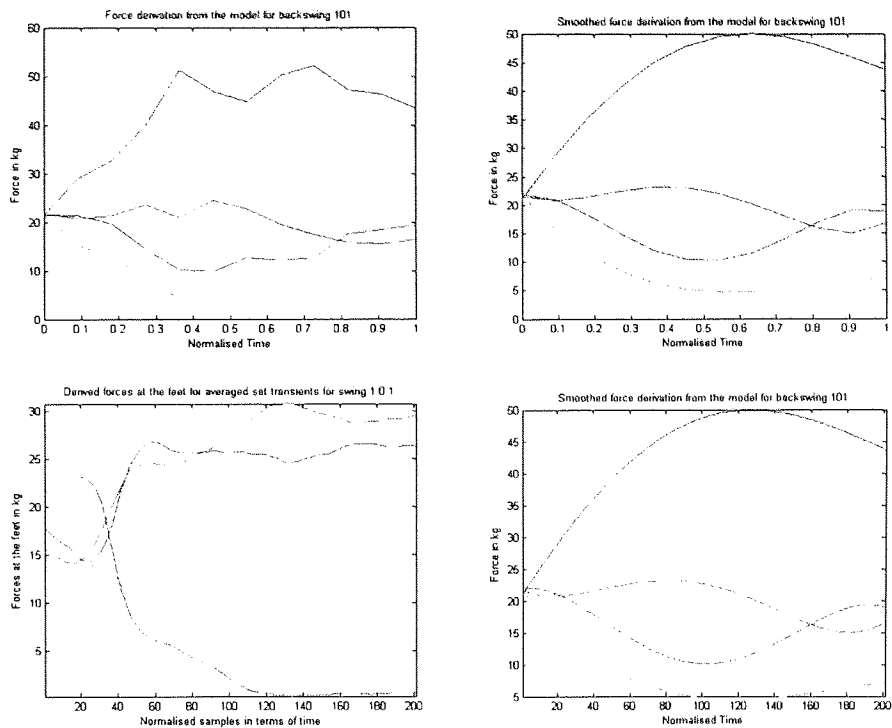 Force derivation from the model for backswing 101
Force in kg
60
50
40
30
20
10
0
0 0.1 0.2 0.3 0.4 0.5 0.6 0.7 0.8 0.9 1
Normalised Time
Smoothed force derivation from the model for backswing 101
Force in kg
50
45
40
35
30
25
20
15
10
5
0
0 0.1 0.2 0.3 0.4 0.5 0.6 0.7 0.8 0.9 1
Normalised Time
Derived forces at the feet for averaged set transients for swing 1 0 1
Forces at the feet in kg
30
25
20
15
10
5
20 40 60 80 100 120 140 160 180 200
Normalised samples in terms of time
Smoothed force derivation from the model for backswing 101
Force in kg
50
45
40
35
30
25
20
15
10
5
20 40 60 80 100 120 140 160 180 200
Normalised Time